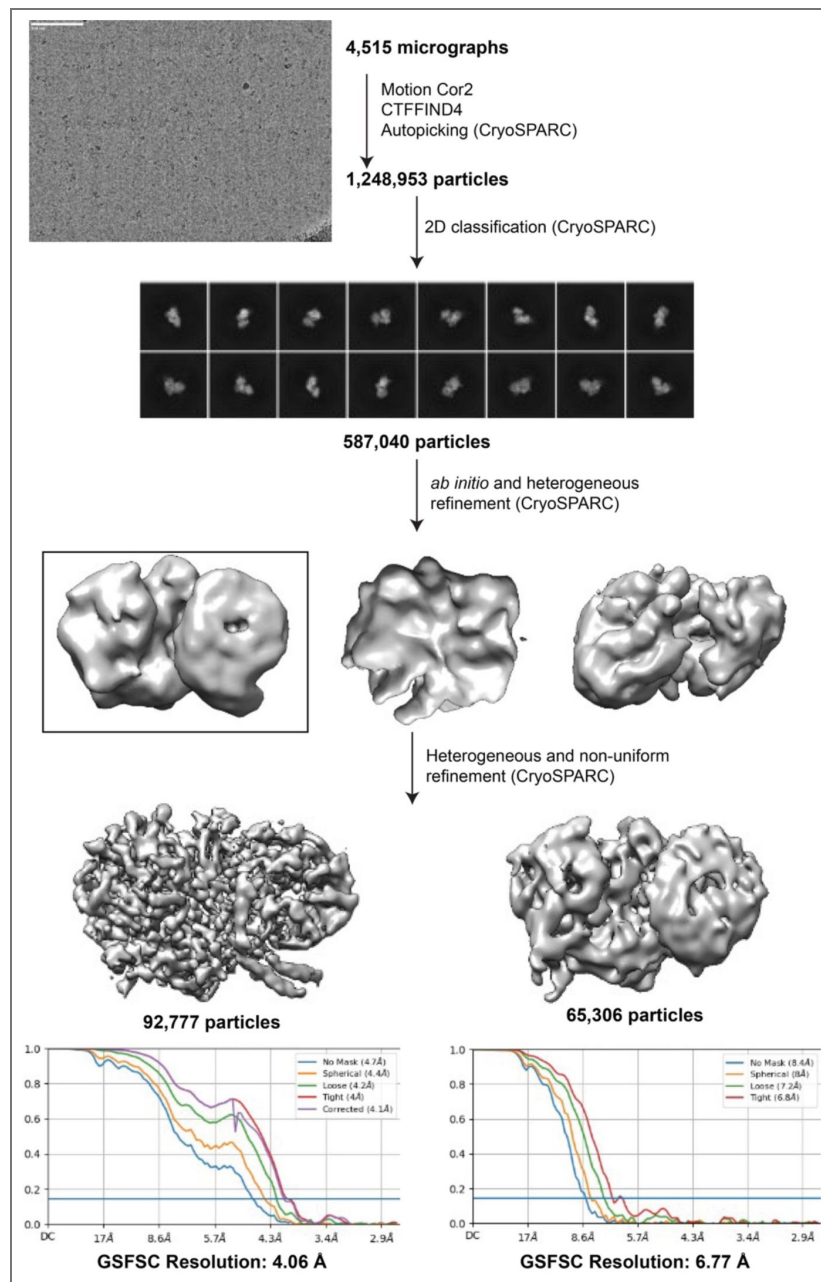 4,515 micrographs
Motion Cor2
CTFFIND4
Autopicking (CryoSPARC)
1,248,953 particles
2D classification (CryoSPARC)
587,040 particles
ab initio and heterogeneous
refinement (CryoSPARC)
Heterogeneous and non-uniform
refinement (CryoSPARC)
92,777 particles
65,306 particles
1.0
0.8
0.6
0.4
0.2
0.0
No Mask (4.7Å)
Spherical (4.4Å)
Loose (4.2Å)
Tight (4Å)
Corrected (4.1Å)
DC 17Å 8.6Å 5.7Å 4.3Å 3.4Å 2.9Å
GSFSC Resolution: 4.06 Å
1.0
0.8
0.6
0.4
0.2
0.0
No Mask (8.4Å)
Spherical (8Å)
Loose (7.2Å)
Tight (6.8Å)
DC 17Å 8.6Å 5.7Å 4.3Å 3.4Å 2.9Å
GSFSC Resolution: 6.77 Å